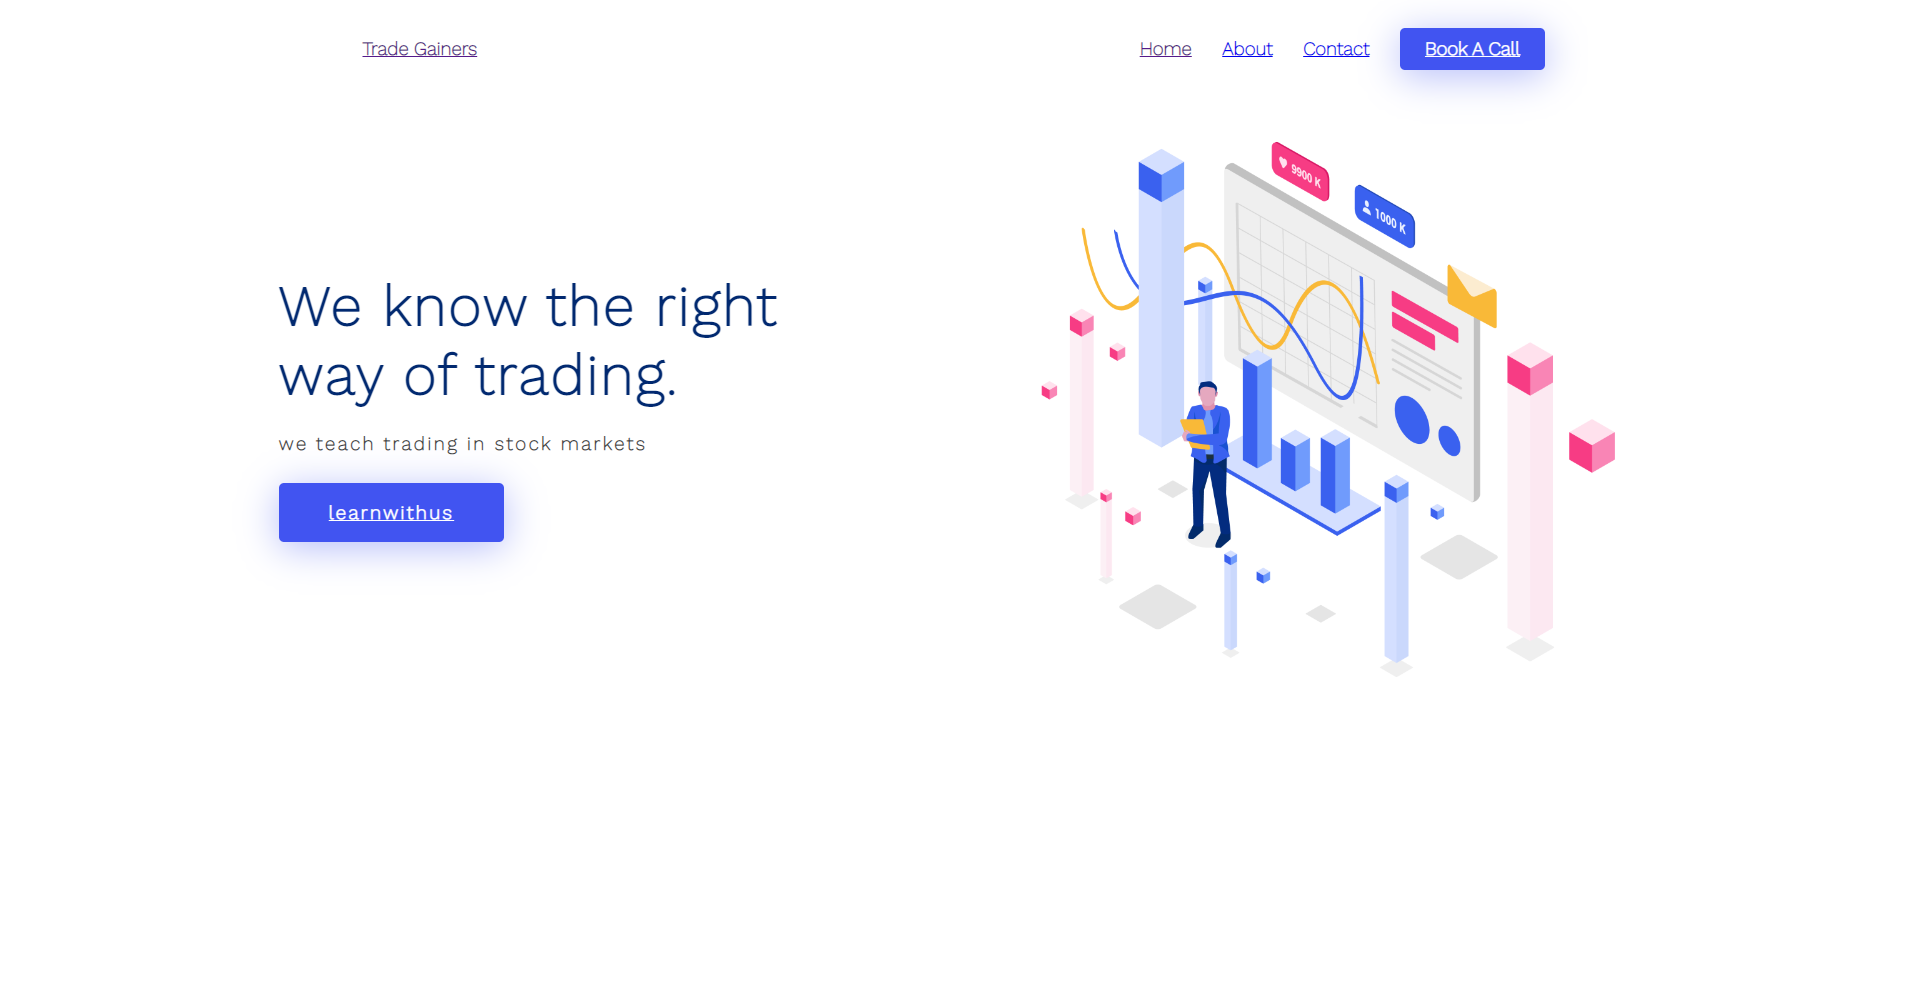 Trade Gainers
Home About Contact Book A Call
9900 K
1000 K
We know the right
way of trading.
we teach trading in stock markets
learnwithus